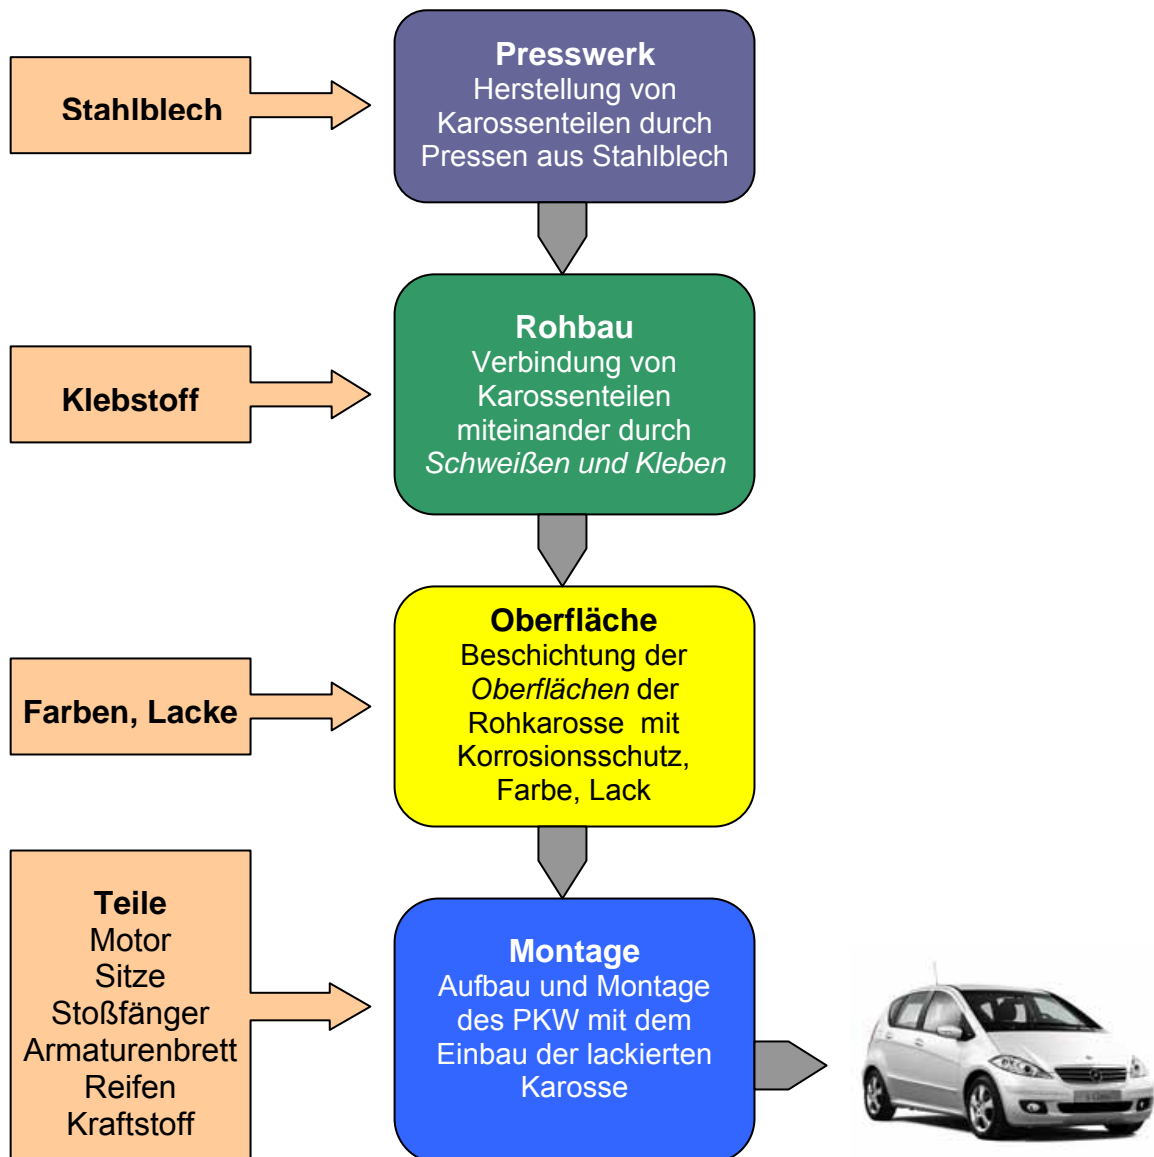 Stahlblech
Presswerk
Herstellung von
Karossenteilen durch
Pressen aus Stahlblech
Klebstoff
Rohbau
Verbindung von
Karossenteilen
miteinander durch
Schweißen und Kleben
Farben, Lacke
Oberfläche
Beschichtung der
Oberflächen der
Rohkarosse mit
Korrosionsschutz,
Farbe, Lack
Teile
Motor
Sitze
Stoßfänger
Armaturenbrett
Reifen
Kraftstoff
Montage
Aufbau und Montage
des PKW mit dem
Einbau der lackierten
Karosse